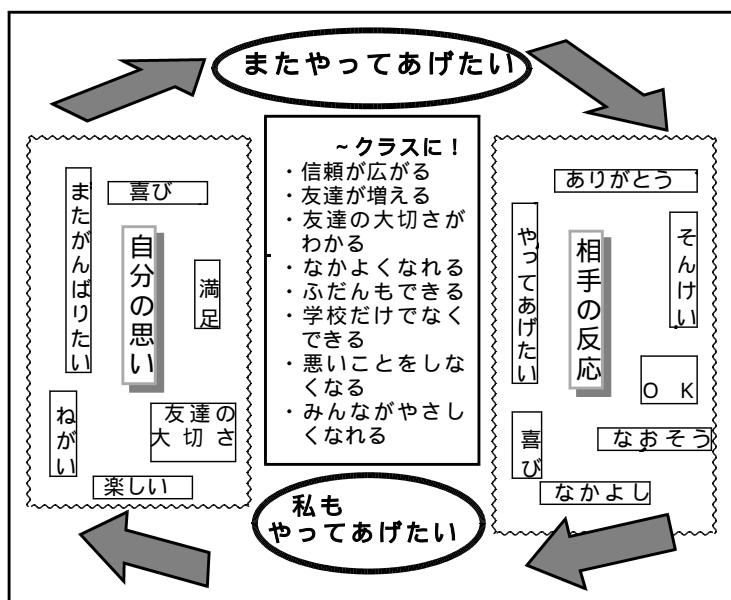 またやってあげたい
またがんばりたい
喜び
自分の思い
満足
ねがい
友達の
大切さ
楽しい
~クラスに！
・信頼が広がる
・友達が増える
・友達の大切さが
わかる
・なかよくなれる
・ふだんもできる
・学校だけでなく
できる
・悪いことをしな
くなる
・みんながやさし
くなれる
ありがとう
やってあげたい
相手の反応
そんけい
OK
喜び
なおそう
なかよし
私も
やってあげたい